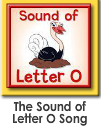 Sound of
Letter O
The Sound of
Letter O Song